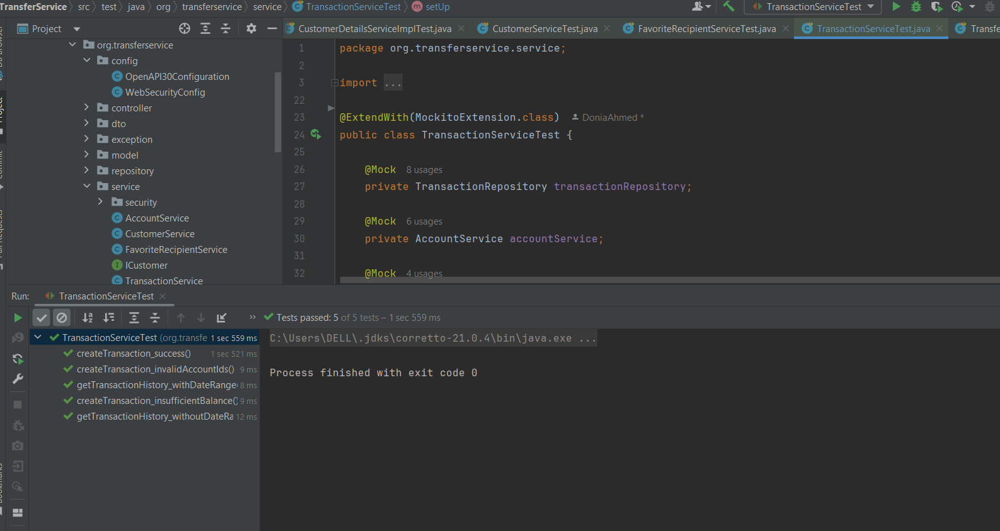 TransferService src test java org transferservice service TransactionServiceTest setUp
TransactionServiceTest
Project
CustomerDetailsServiceImplTest.java
CustomerServiceTest.java
FavoriteRecipientServiceTest.java
TransactionServiceTest.java
Transfe
org.transferservice
config
OpenAPI30Configuration
WebSecurityConfig
controller
dto
exception
model
repository
service
security
AccountService
CustomerService
FavoriteRecipientService
ICustomer
TransactionService
1 package org.transferservice.service;
2
3 import ...
22
23 @ExtendWith(MockitoExtension.class) DoniaAhmed *
24 public class TransactionServiceTest {
25
26 @Mock 8 usages
27 private TransactionRepository transactionRepository;
28
29 @Mock 6 usages
30 private AccountService accountService;
31
32 @Mock 4 usages
Run: TransactionServiceTest
Tests passed: 5 of 5 tests – 1 sec 559 ms
TransactionServiceTest (org.transfe 1 sec 559 ms
createTransaction_success() 1 sec 521 ms
createTransaction_invalidAccountIds() 9 ms
getTransactionHistory_withDateRange( 8 ms
createTransaction_insufficientBalance() 9 ms
getTransactionHistory_withoutDateRa 12 ms
C:\Users\DELL\.jdks\corretto-21.0.4\bin\java.exe ...
Process finished with exit code 0